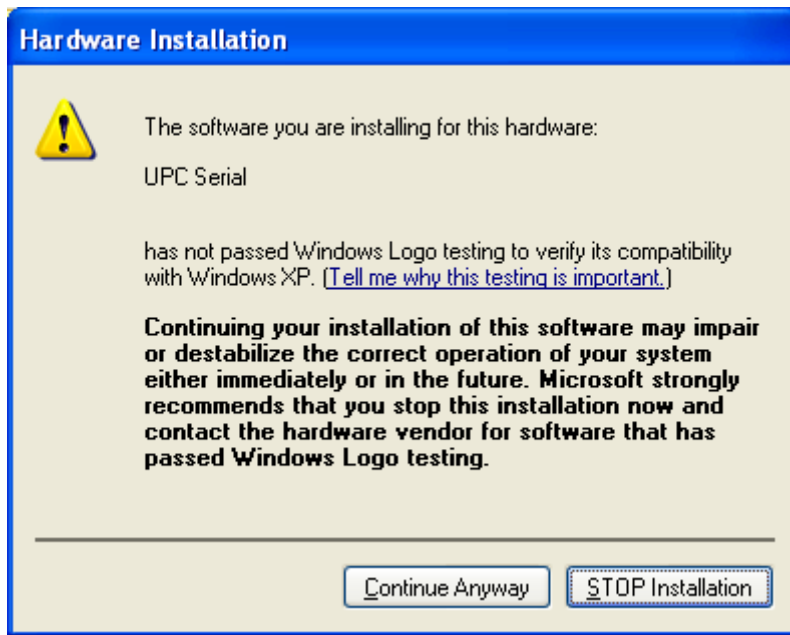 Hardware Installation
The software you are installing for this hardware:
UPC Serial
has not passed Windows Logo testing to verify its compatibility
with Windows XP. (Tell me why this testing is important.)
Continuing your installation of this software may impair
or destabilize the correct operation of your system
either immediately or in the future. Microsoft strongly
recommends that you stop this installation now and
contact the hardware vendor for software that has
passed Windows Logo testing.
Continue Anyway
STOP Installation